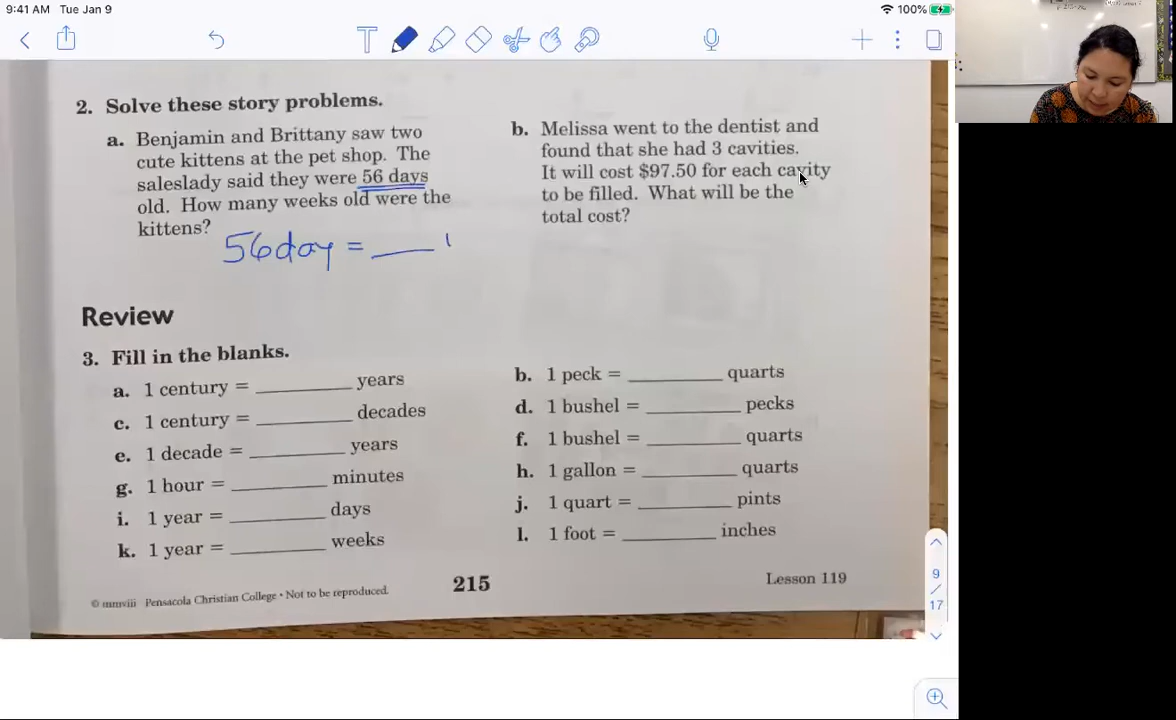 9:41 AM Tue Jan 9
100%
2. Solve these story problems.
a. Benjamin and Brittany saw two
cute kittens at the pet shop. The
saleslady said they were 56 days
old. How many weeks old were the
kittens?
56day = ___
b. Melissa went to the dentist and
found that she had 3 cavities.
It will cost $97.50 for each cavity
to be filled. What will be the
total cost?
Review
3. Fill in the blanks.
a. 1 century = ________ years
b. 1 peck = ________ quarts
c. 1 century = ________ decades
d. 1 bushel = ________ pecks
e. 1 decade = ________ years
f. 1 bushel = ________ quarts
g. 1 hour = ________ minutes
h. 1 gallon = ________ quarts
i. 1 year = ________ days
j. 1 quart = ________ pints
k. 1 year = ________ weeks
l. 1 foot = ________ inches
© mmviii Pensacola Christian College • Not to be reproduced.
215
Lesson 119
9
/
17